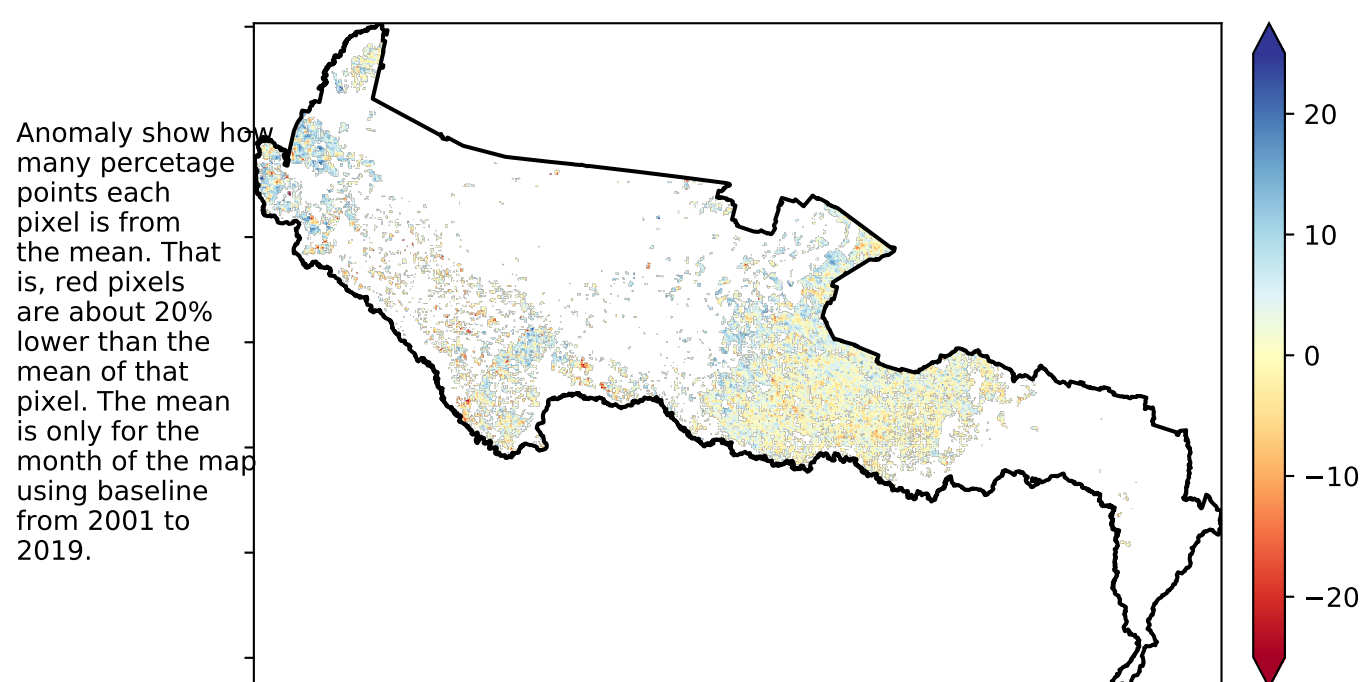 Anomaly show how
many percetage
points each
pixel is from
the mean. That
is, red pixels
are about 20%
lower than the
mean of that
pixel. The mean
is only for the
month of the map
using baseline
from 2001 to
2019.
20
10
0
−10
−20